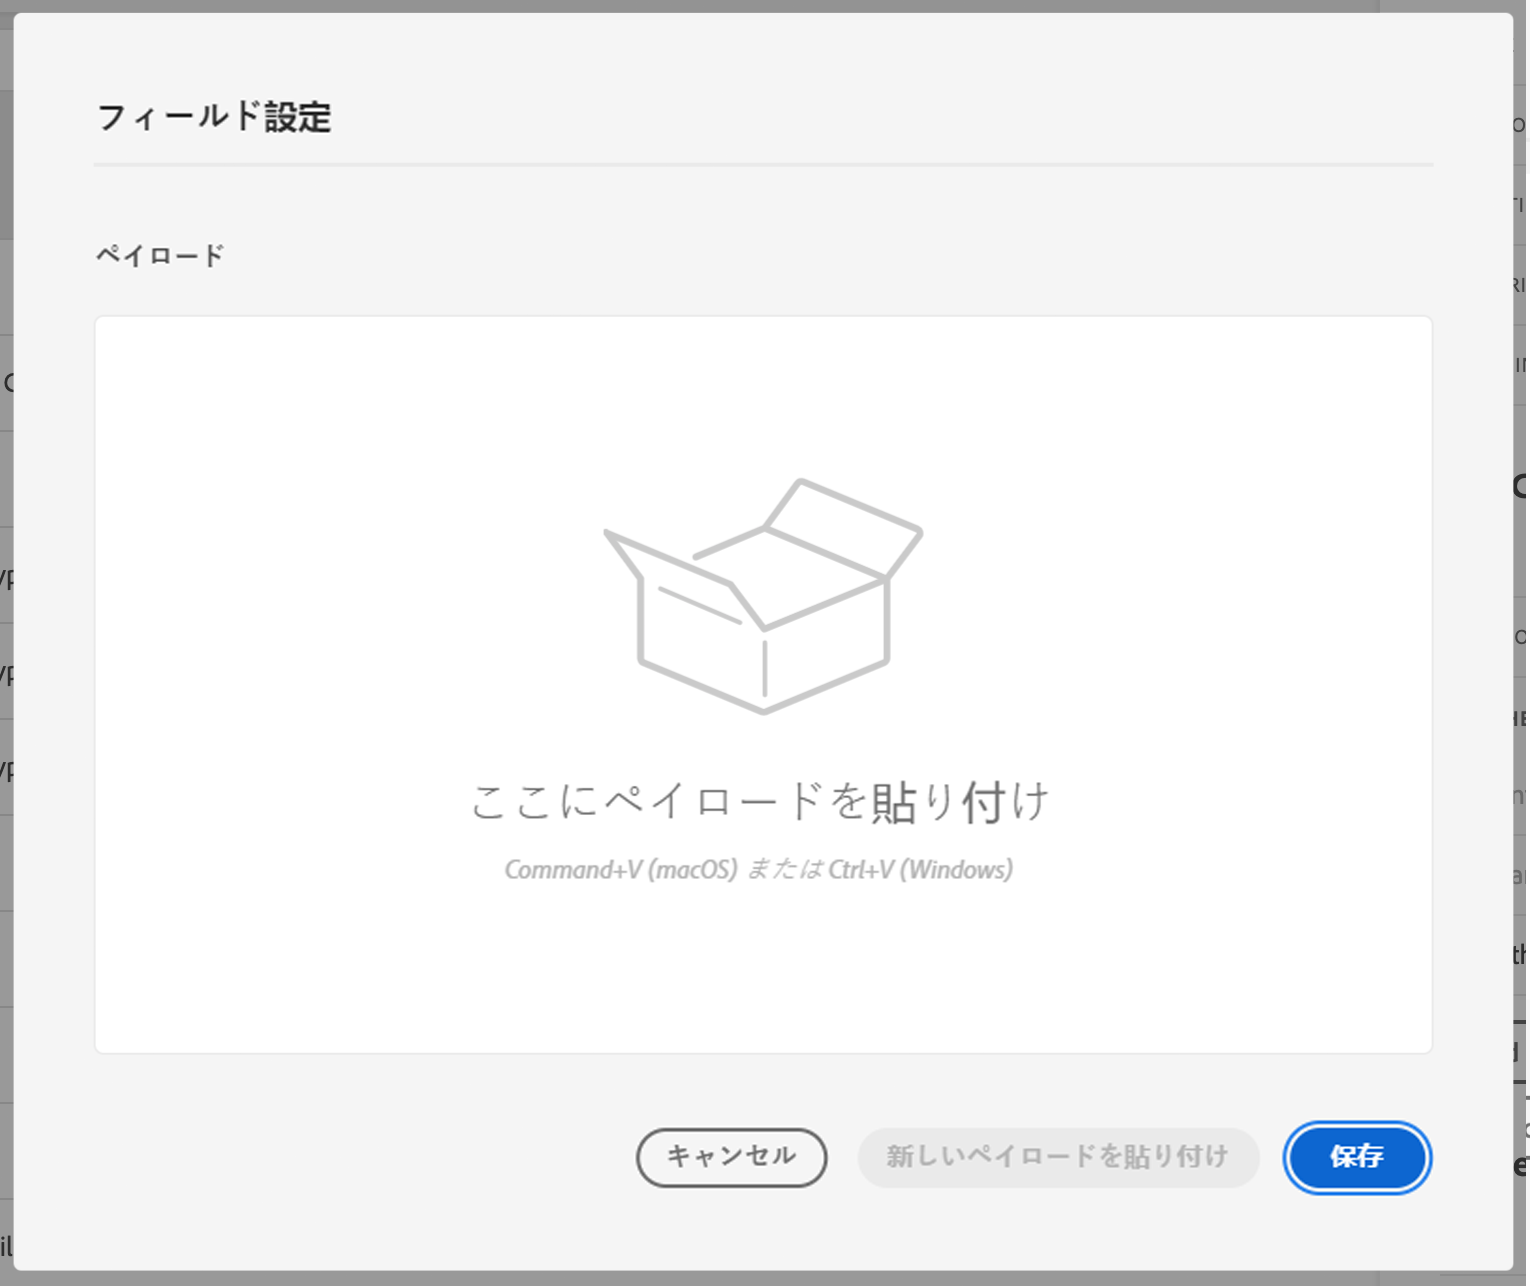 フィールド設定
ペイロード
ここにペイロードを貼り付け
Command+V (macOS) または Ctrl+V (Windows)
キャンセル
新しいペイロードを貼り付け
保存